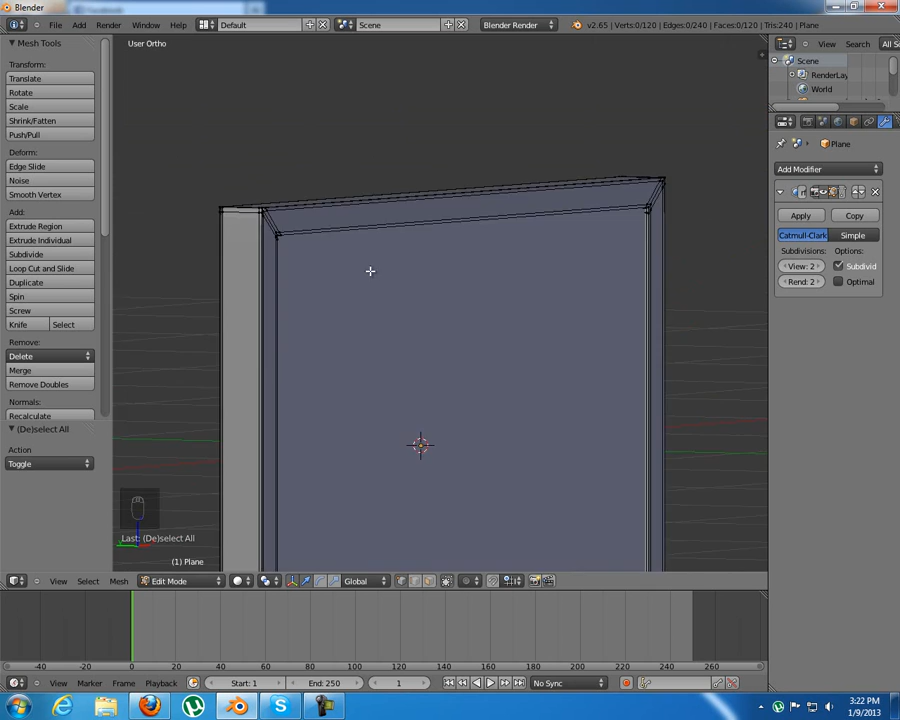 Blender
File Add Render Window Help
Default
Scene
Blender Render
v2.65 | Verts:0/120 | Edges:0/240 | Faces:0/120 | Tris:240 | Plane
Mesh Tools
Transform:
Translate
Rotate
Scale
Shrink/Fatten
Push/Pull
Deform:
Edge Slide
Noise
Smooth Vertex
Add:
Extrude Region
Extrude Individual
Subdivide
Loop Cut and Slide
Duplicate
Spin
Screw
Knife Select
Remove:
Delete
Merge
Remove Doubles
Normals:
Recalculate
(De)select All
Action
Toggle
User Ortho
Last: (De)select All
(1) Plane
View Select Mesh
Edit Mode
Global
View Search All S
Scene
RenderLay
World
Plane
Add Modifier
Apply Copy
Catmull-Clark Simple
Subdivisions: Options:
View: 2 Subdivid
Rend: 2 Optimal
-40 -20 0 20 40 60 80 100 120 140 160 180 200 220 240 260
View Marker Frame Playback
Start: 1 End: 250 1
No Sync
Blender
3:22 PM
1/9/2013